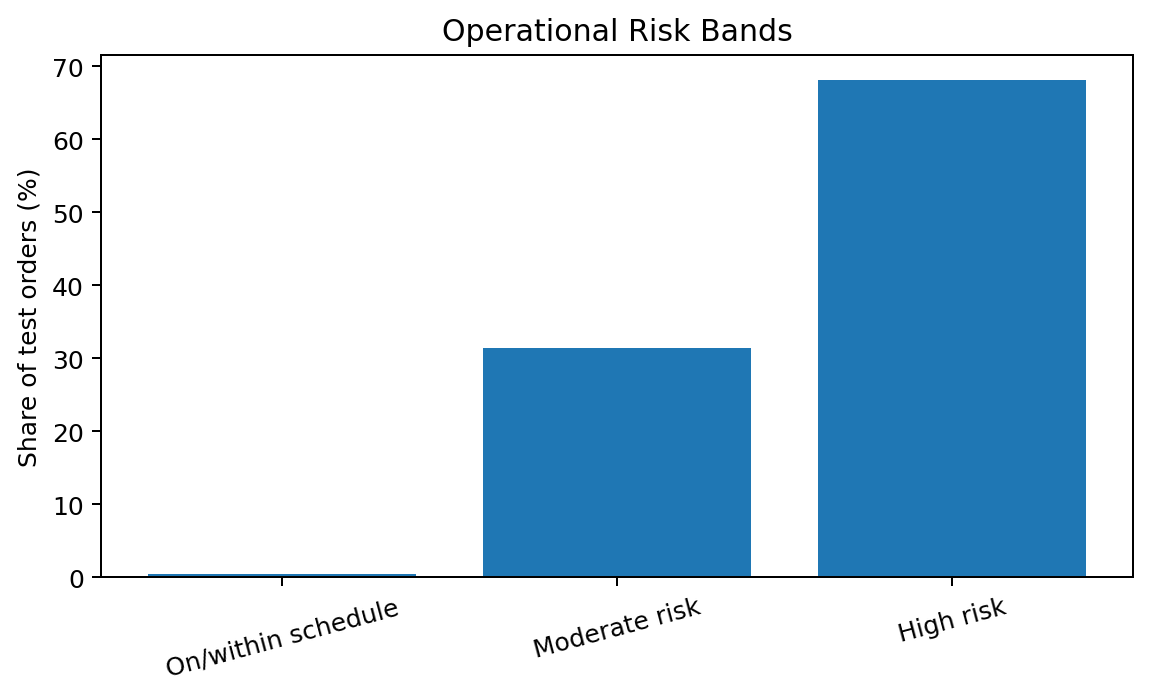 Operational Risk Bands
Share of test orders (%)
70
60
50
40
30
20
10
0
On/within schedule
Moderate risk
High risk